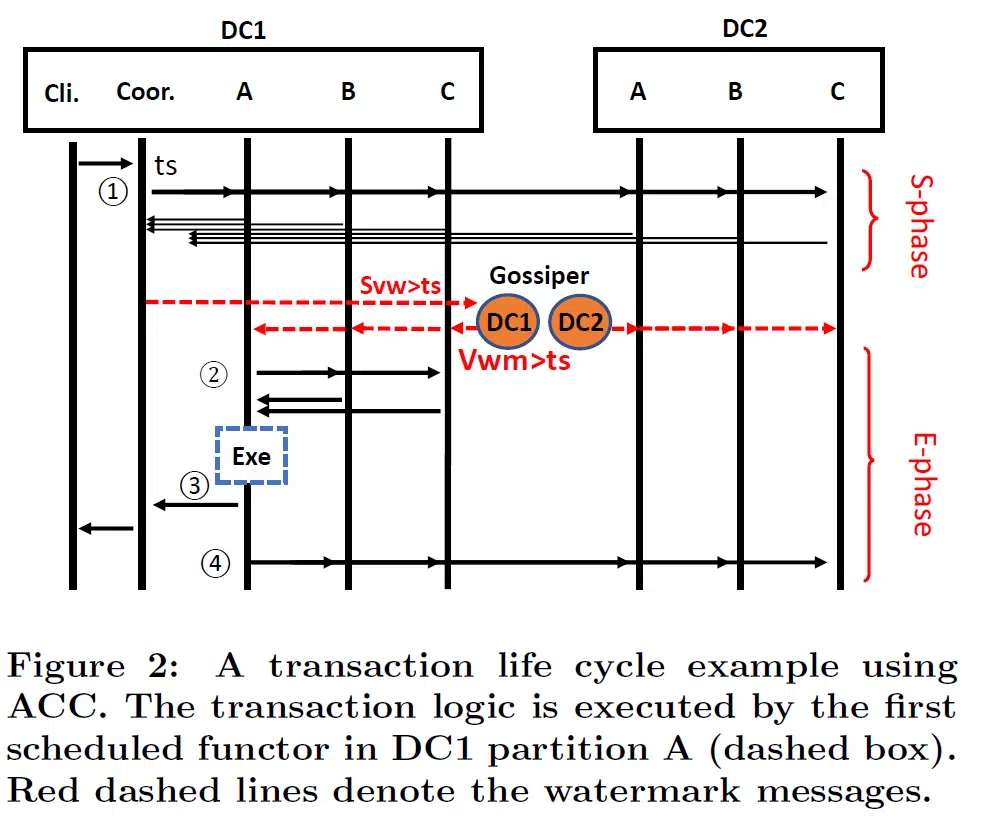 DC1
DC2
Cli. Coor. A B C
A B C
ts
①
S-phase
Gossiper
Svw>ts
DC1 DC2
Vwm>ts
②
Exe
E-phase
③
④
Figure 2: A transaction life cycle example using
ACC. The transaction logic is executed by the first
scheduled functor in DC1 partition A (dashed box).
Red dashed lines denote the watermark messages.